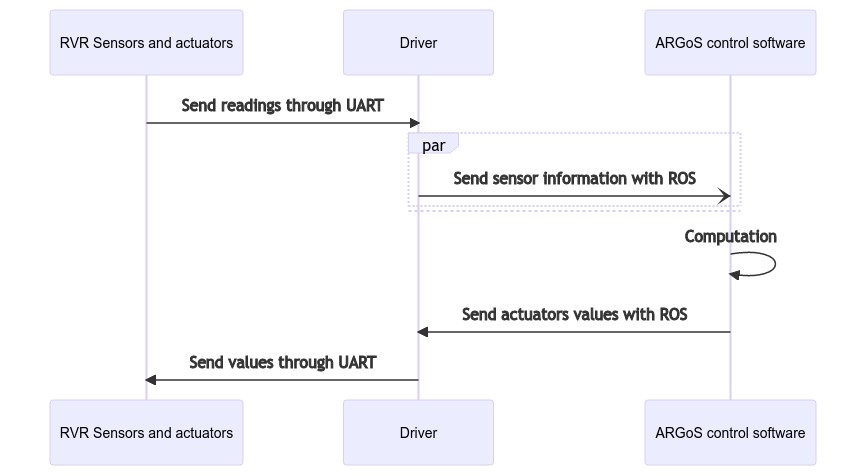 RVR Sensors and actuators
Driver
ARGoS control software
Send readings through UART
par
Send sensor information with ROS
Computation
Send actuators values with ROS
Send values through UART
RVR Sensors and actuators
Driver
ARGoS control software